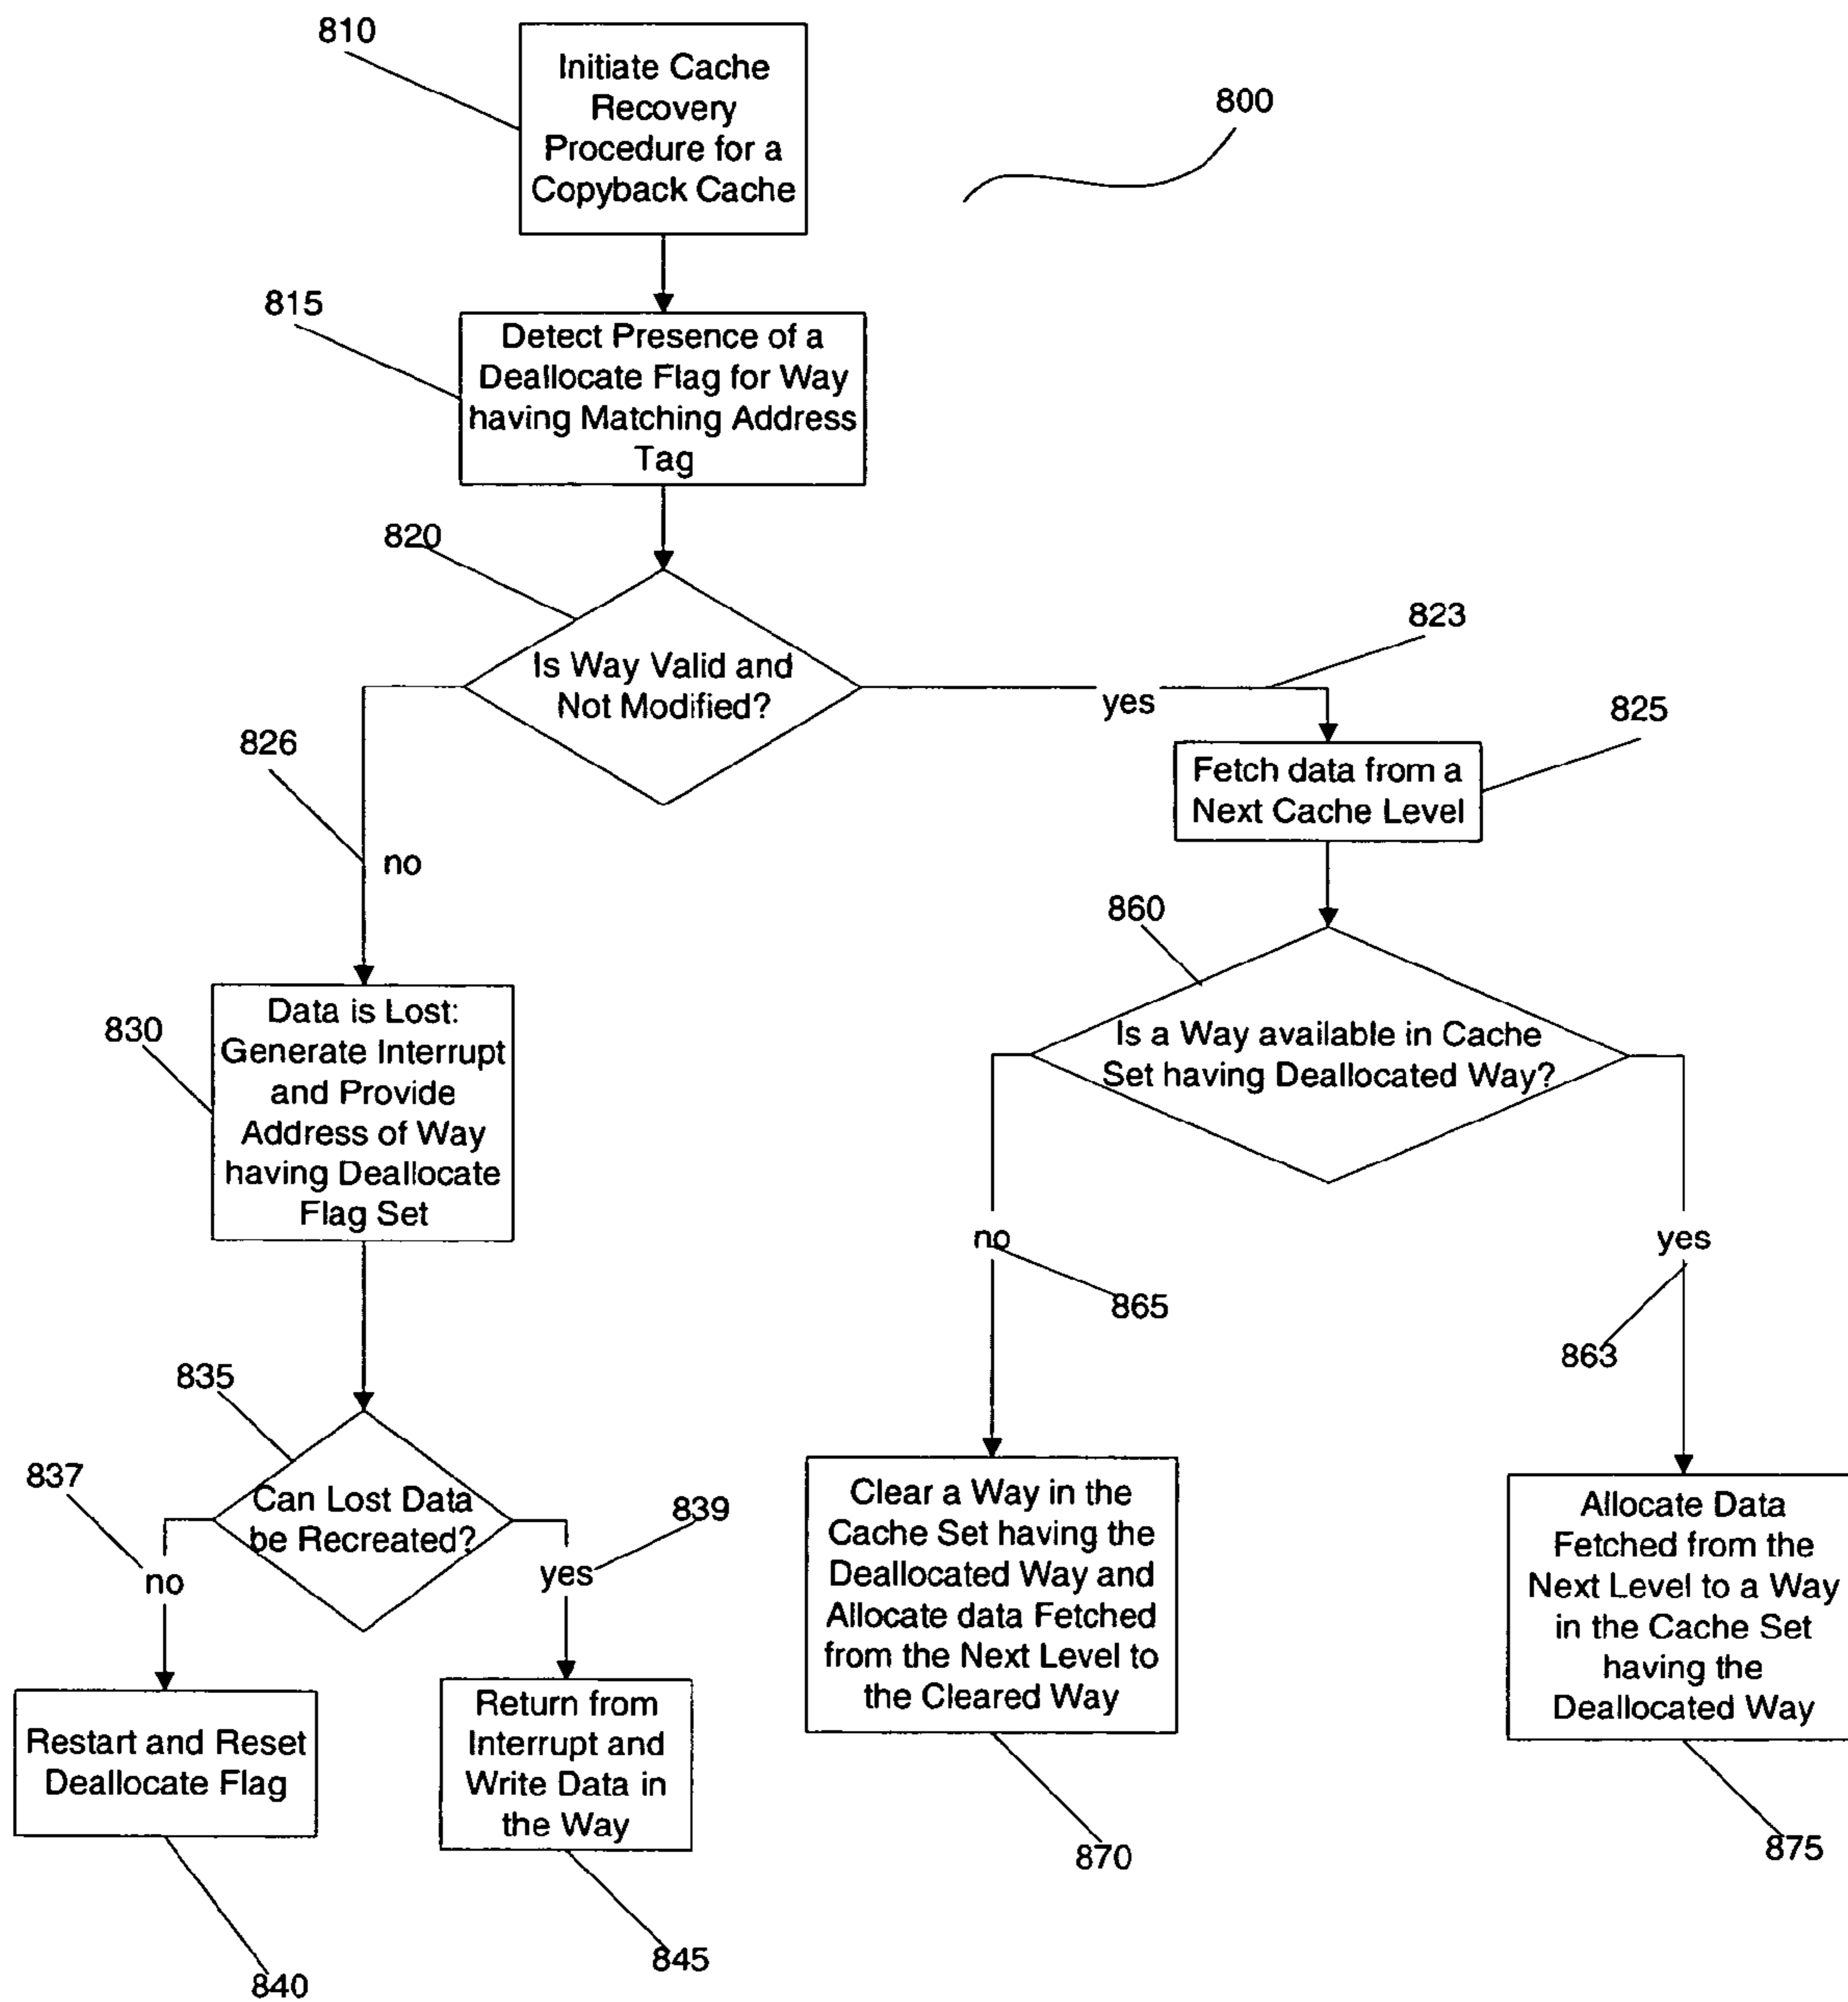 810
Initiate Cache
Recovery
Procedure for a
Copyback Cache
800
815
Detect Presence of a
Deallocate Flag for Way
having Matching Address
Tag
820
Is Way Valid and
Not Modified?
823
yes
825
Fetch data from a
Next Cache Level
826
no
860
Is a Way available in Cache
Set having Deallocated Way?
830
Data is Lost:
Generate Interrupt
and Provide
Address of Way
having Deallocate
Flag Set
no
865
yes
863
835
Can Lost Data
be Recreated?
837
no
839
yes
Restart and Reset
Deallocate Flag
840
Return from
Interrupt and
Write Data in
the Way
845
Clear a Way in the
Cache Set having the
Deallocated Way and
Allocate data Fetched
from the Next Level to
the Cleared Way
870
Allocate Data
Fetched from the
Next Level to a Way
in the Cache Set
having the
Deallocated Way
875